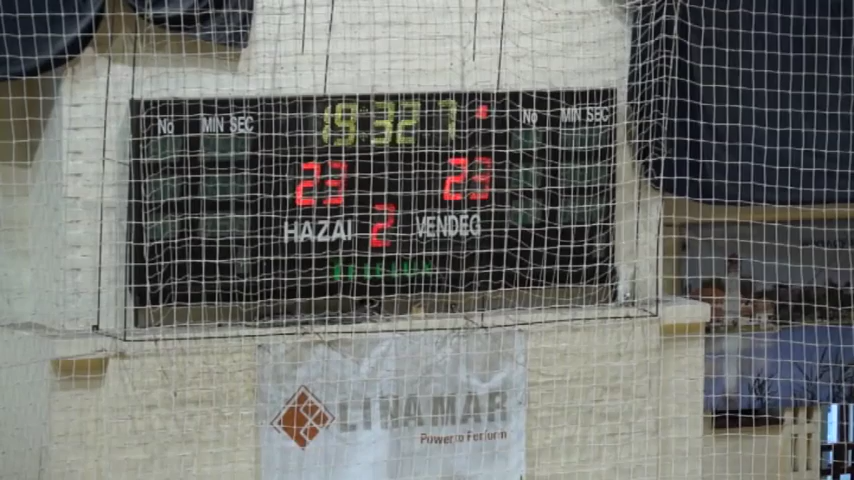 No MIN SEC 19:32 7 No MIN SEC
23 23
HAZAI 2 VENDEG
LINAMAR
Power to Perform